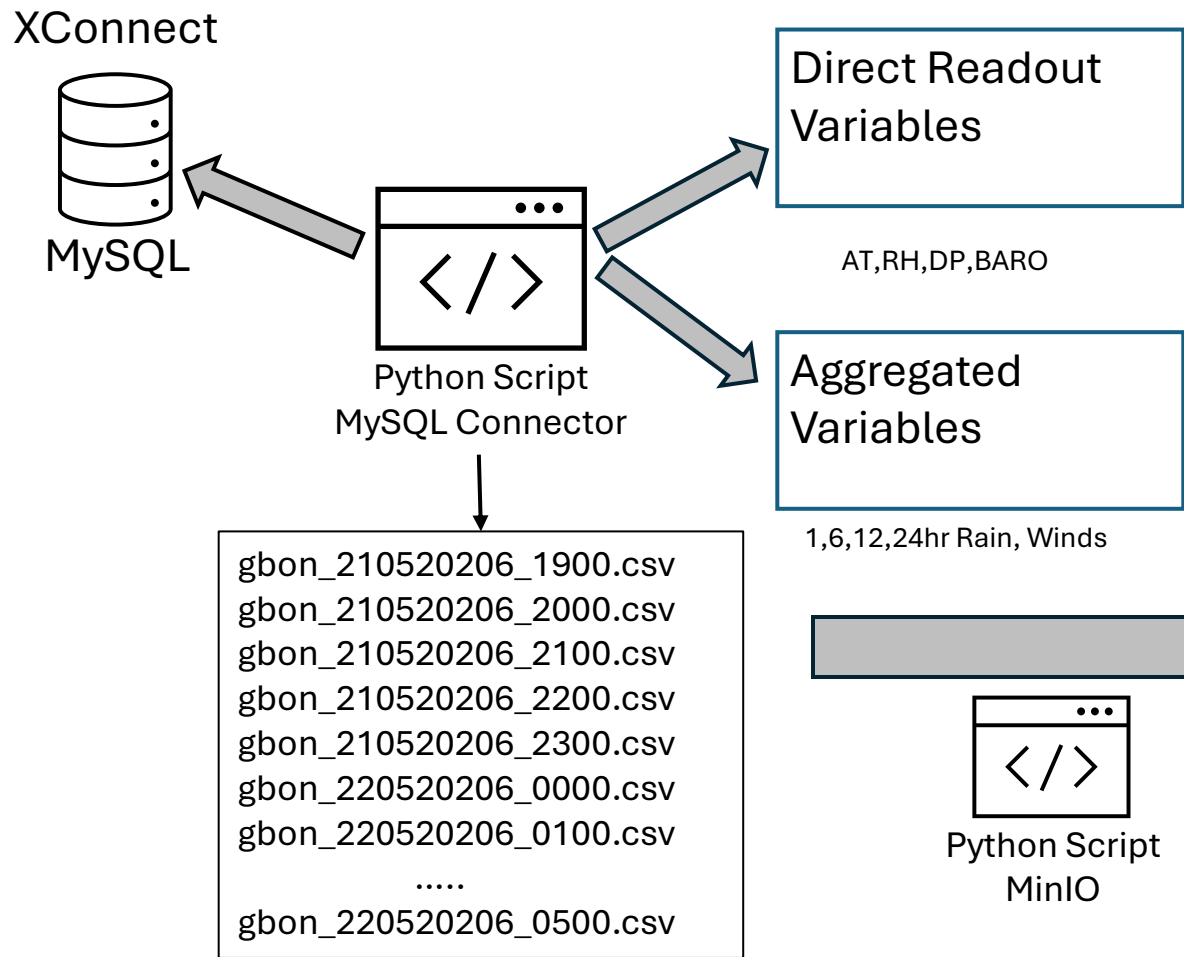 XConnect
MySQL
Python Script
MySQL Connector
Direct Readout
Variables
AT,RH,DP,BARO
Aggregated
Variables
1,6,12,24hr Rain, Winds
gbon_210520206_1900.csv
gbon_210520206_2000.csv
gbon_210520206_2100.csv
gbon_210520206_2200.csv
gbon_210520206_2300.csv
gbon_220520206_0000.csv
gbon_220520206_0100.csv
.....
gbon_220520206_0500.csv
Python Script
MinIO